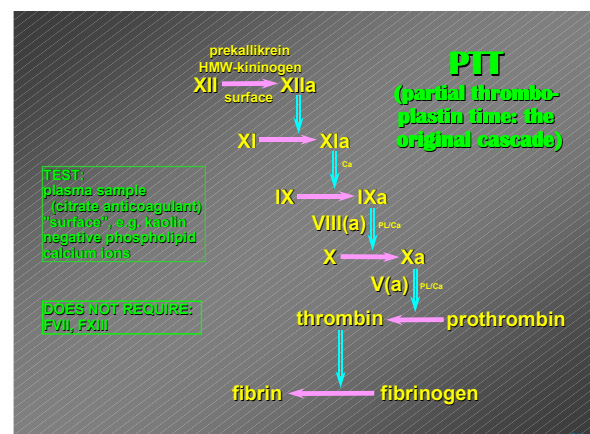 prekallikrein
HMW-kininogen
XII XIIa
surface
PTT
(partial thrombo-
plastin time: the
original cascade)
XI XIa
Ca
TEST:
plasma sample
(citrate anticoagulant)
"surface", e.g. kaolin
negative phospholipid
calcium ions
IX IXa
VIII(a) PL/Ca
X Xa
V(a) PL/Ca
DOES NOT REQUIRE:
FVII, FXIII
thrombin prothrombin
fibrin fibrinogen